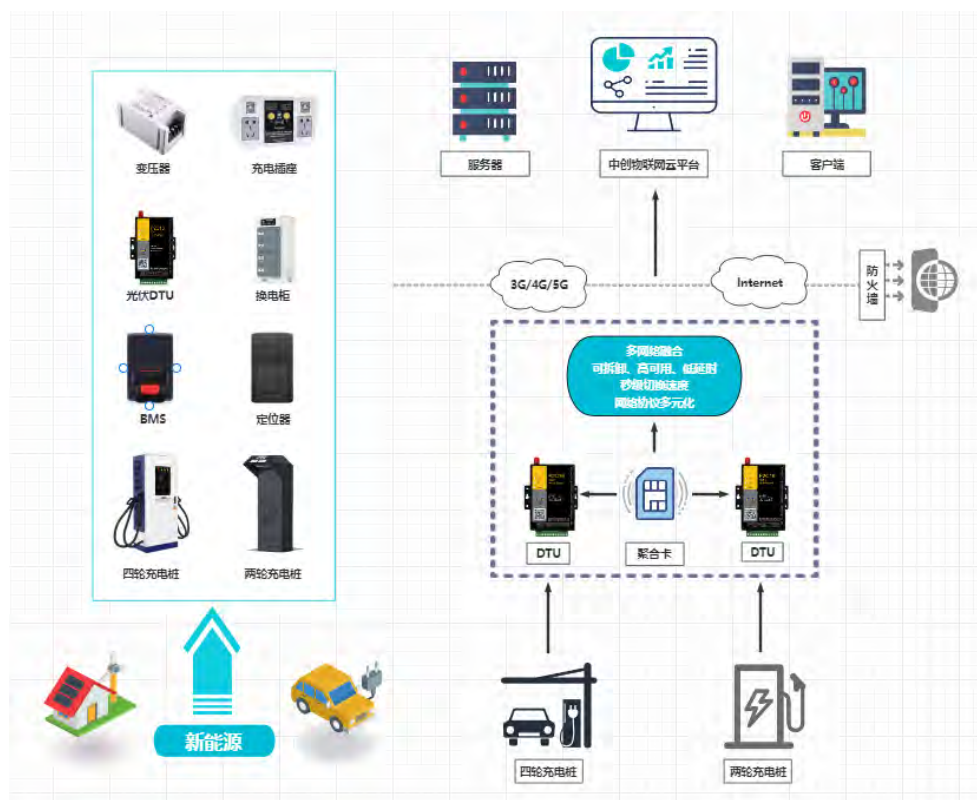 变压器
充电插座
光伏DTU
换电柜
BMS
定位器
四轮充电桩
两轮充电桩
新能源
服务器
中创物联网云平台
客户端
3G/4G/5G
Internet
防火墙
多网络融合
可拆卸、高可用、低延时
秒级切换速度
网络协议多元化
DTU
聚合卡
DTU
四轮充电桩
两轮充电桩